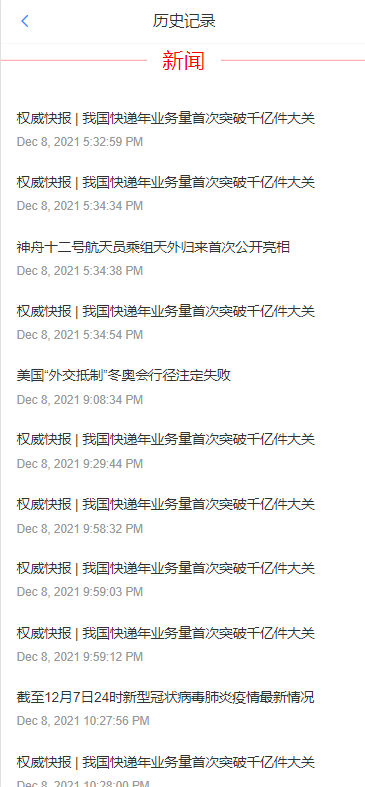 历史记录
新闻
权威快报 | 我国快递年业务量首次突破千亿件大关
Dec 8, 2021 5:32:59 PM
权威快报 | 我国快递年业务量首次突破千亿件大关
Dec 8, 2021 5:34:34 PM
神舟十二号航天员乘组天外归来首次公开亮相
Dec 8, 2021 5:34:38 PM
权威快报 | 我国快递年业务量首次突破千亿件大关
Dec 8, 2021 5:34:54 PM
美国“外交抵制”冬奥会行径注定失败
Dec 8, 2021 9:08:34 PM
权威快报 | 我国快递年业务量首次突破千亿件大关
Dec 8, 2021 9:29:44 PM
权威快报 | 我国快递年业务量首次突破千亿件大关
Dec 8, 2021 9:58:32 PM
权威快报 | 我国快递年业务量首次突破千亿件大关
Dec 8, 2021 9:59:03 PM
权威快报 | 我国快递年业务量首次突破千亿件大关
Dec 8, 2021 9:59:12 PM
截至12月7日24时新型冠状病毒肺炎疫情最新情况
Dec 8, 2021 10:27:56 PM
权威快报 | 我国快递年业务量首次突破千亿件大关
Dec 8, 2021 10:28:00 PM